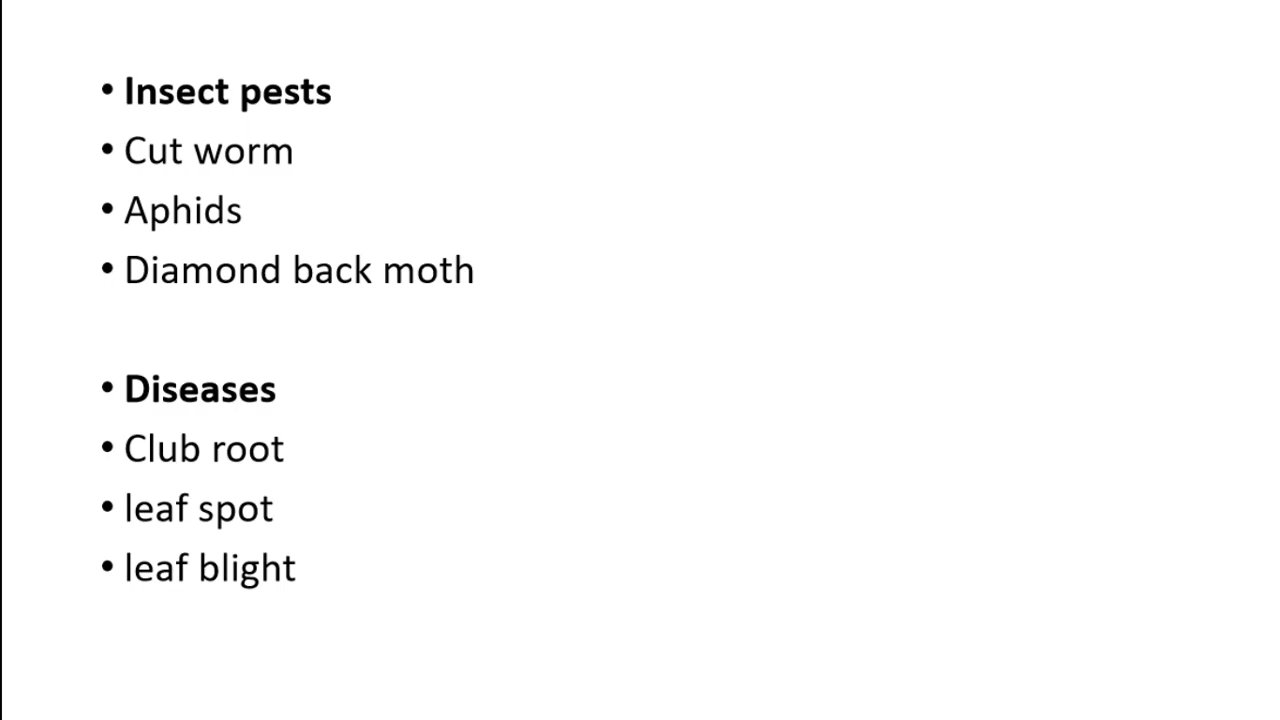 • Insect pests
• Cut worm
• Aphids
• Diamond back moth
• Diseases
• Club root
• leaf spot
• leaf blight